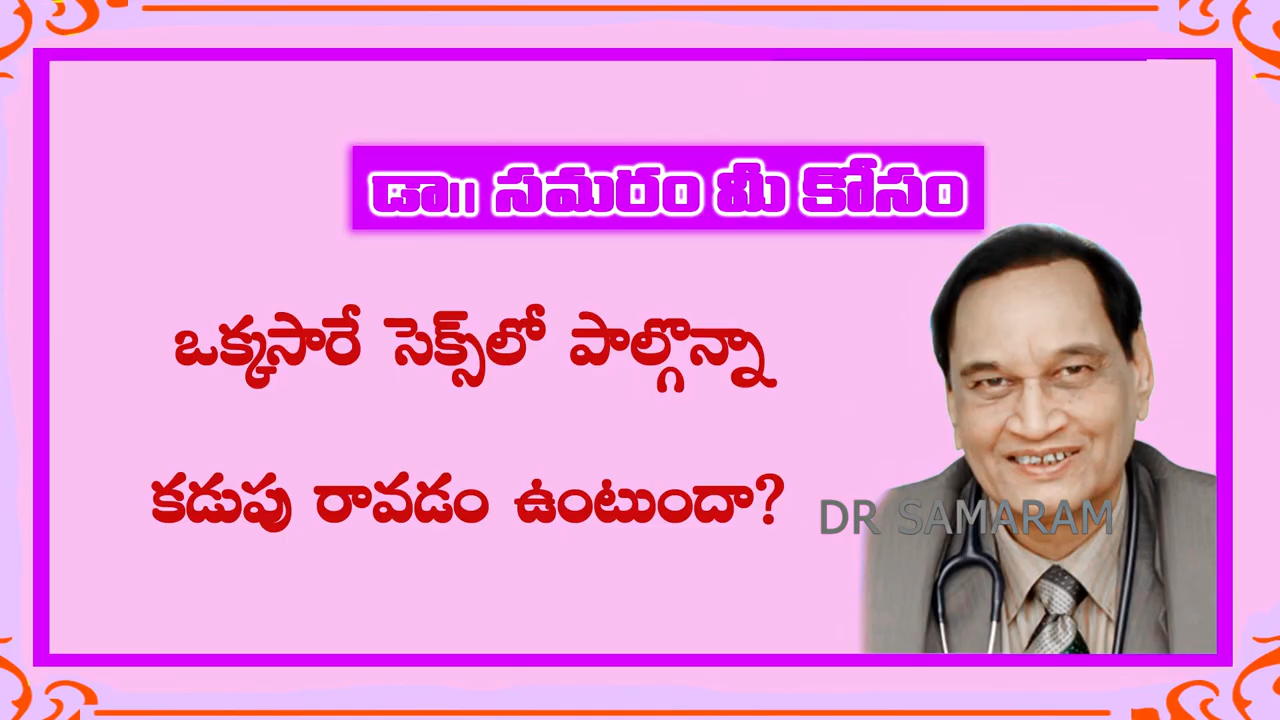 డా|| సమరం మీ కోసం
ఒక్కసారే సెక్స్‌లో పాల్గొన్నా
కడుపు రావడం ఉంటుందా?
DR SAMARAM